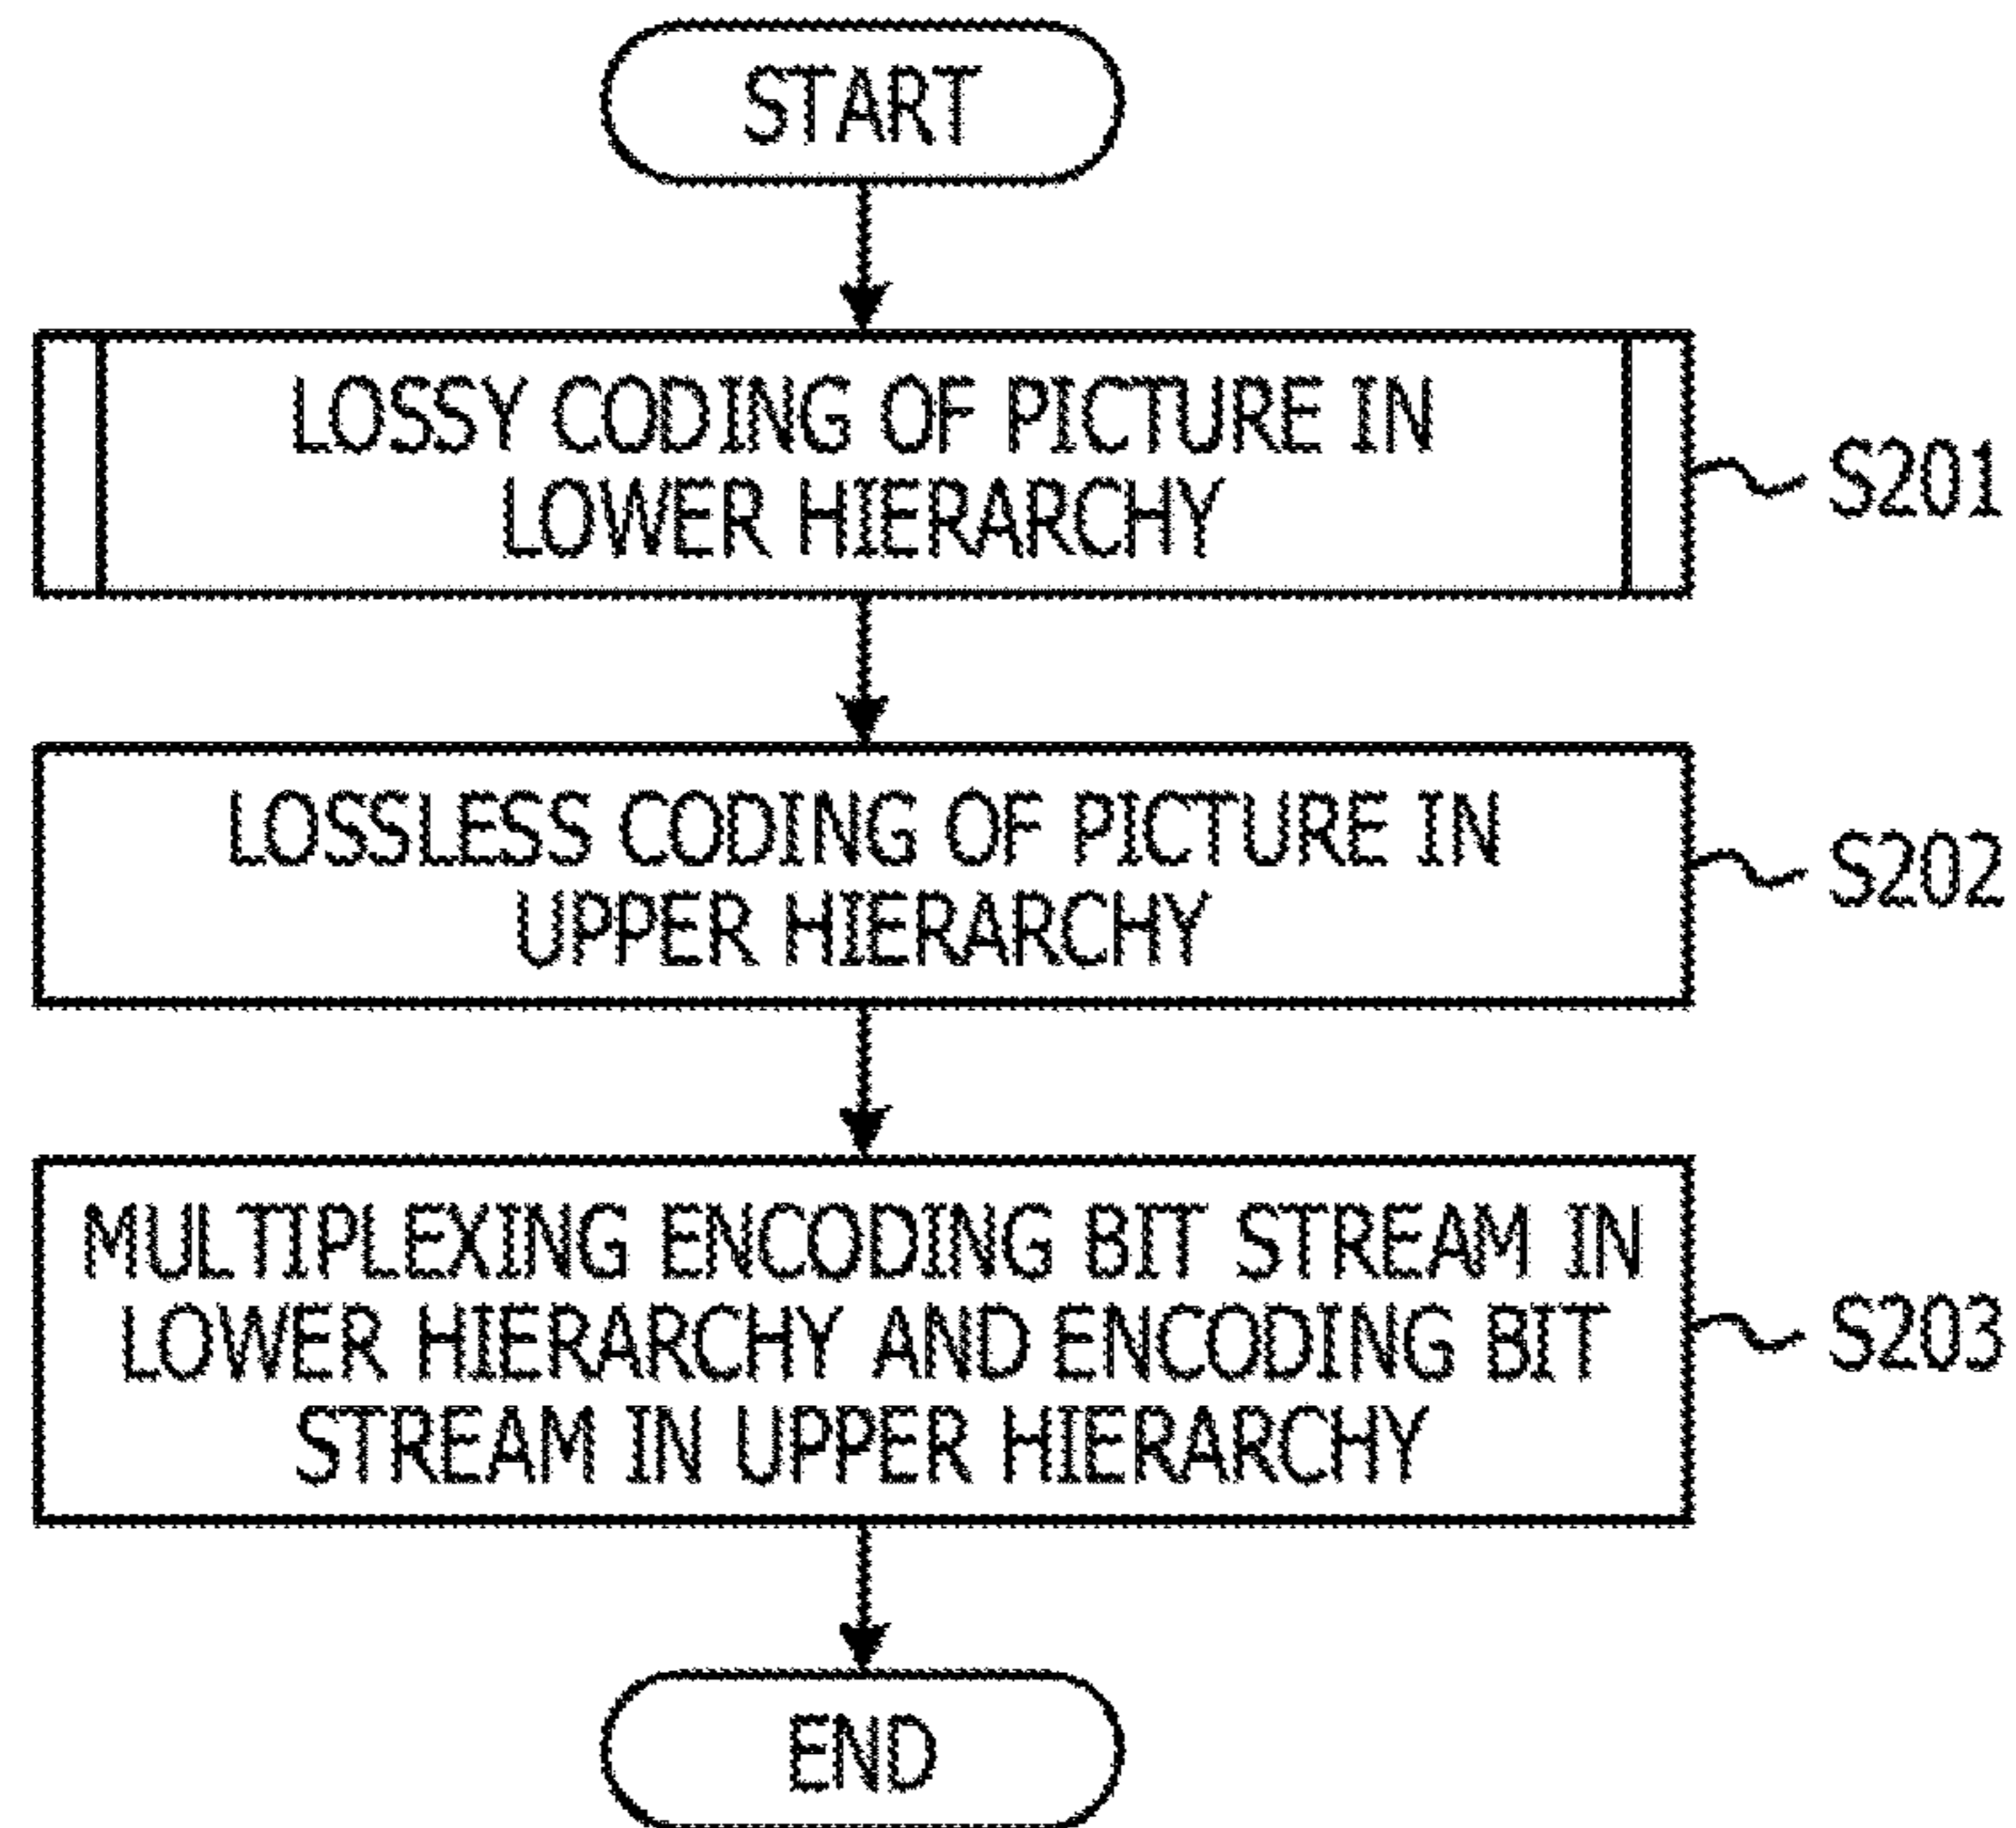 START
LOSSY CODING OF PICTURE IN
LOWER HIERARCHY
S201
LOSSLESS CODING OF PICTURE IN
UPPER HIERARCHY
S202
MULTIPLEXING ENCODING BIT STREAM IN
LOWER HIERARCHY AND ENCODING BIT
STREAM IN UPPER HIERARCHY
S203
END